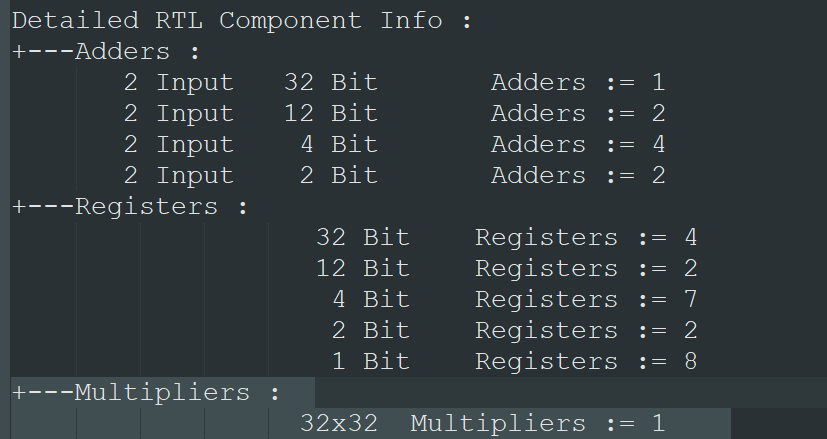 Detailed RTL Component Info :
+---Adders :
2 Input 32 Bit Adders := 1
2 Input 12 Bit Adders := 2
2 Input 4 Bit Adders := 4
2 Input 2 Bit Adders := 2
+---Registers :
32 Bit Registers := 4
12 Bit Registers := 2
4 Bit Registers := 7
2 Bit Registers := 2
1 Bit Registers := 8
+---Multipliers :
32x32 Multipliers := 1